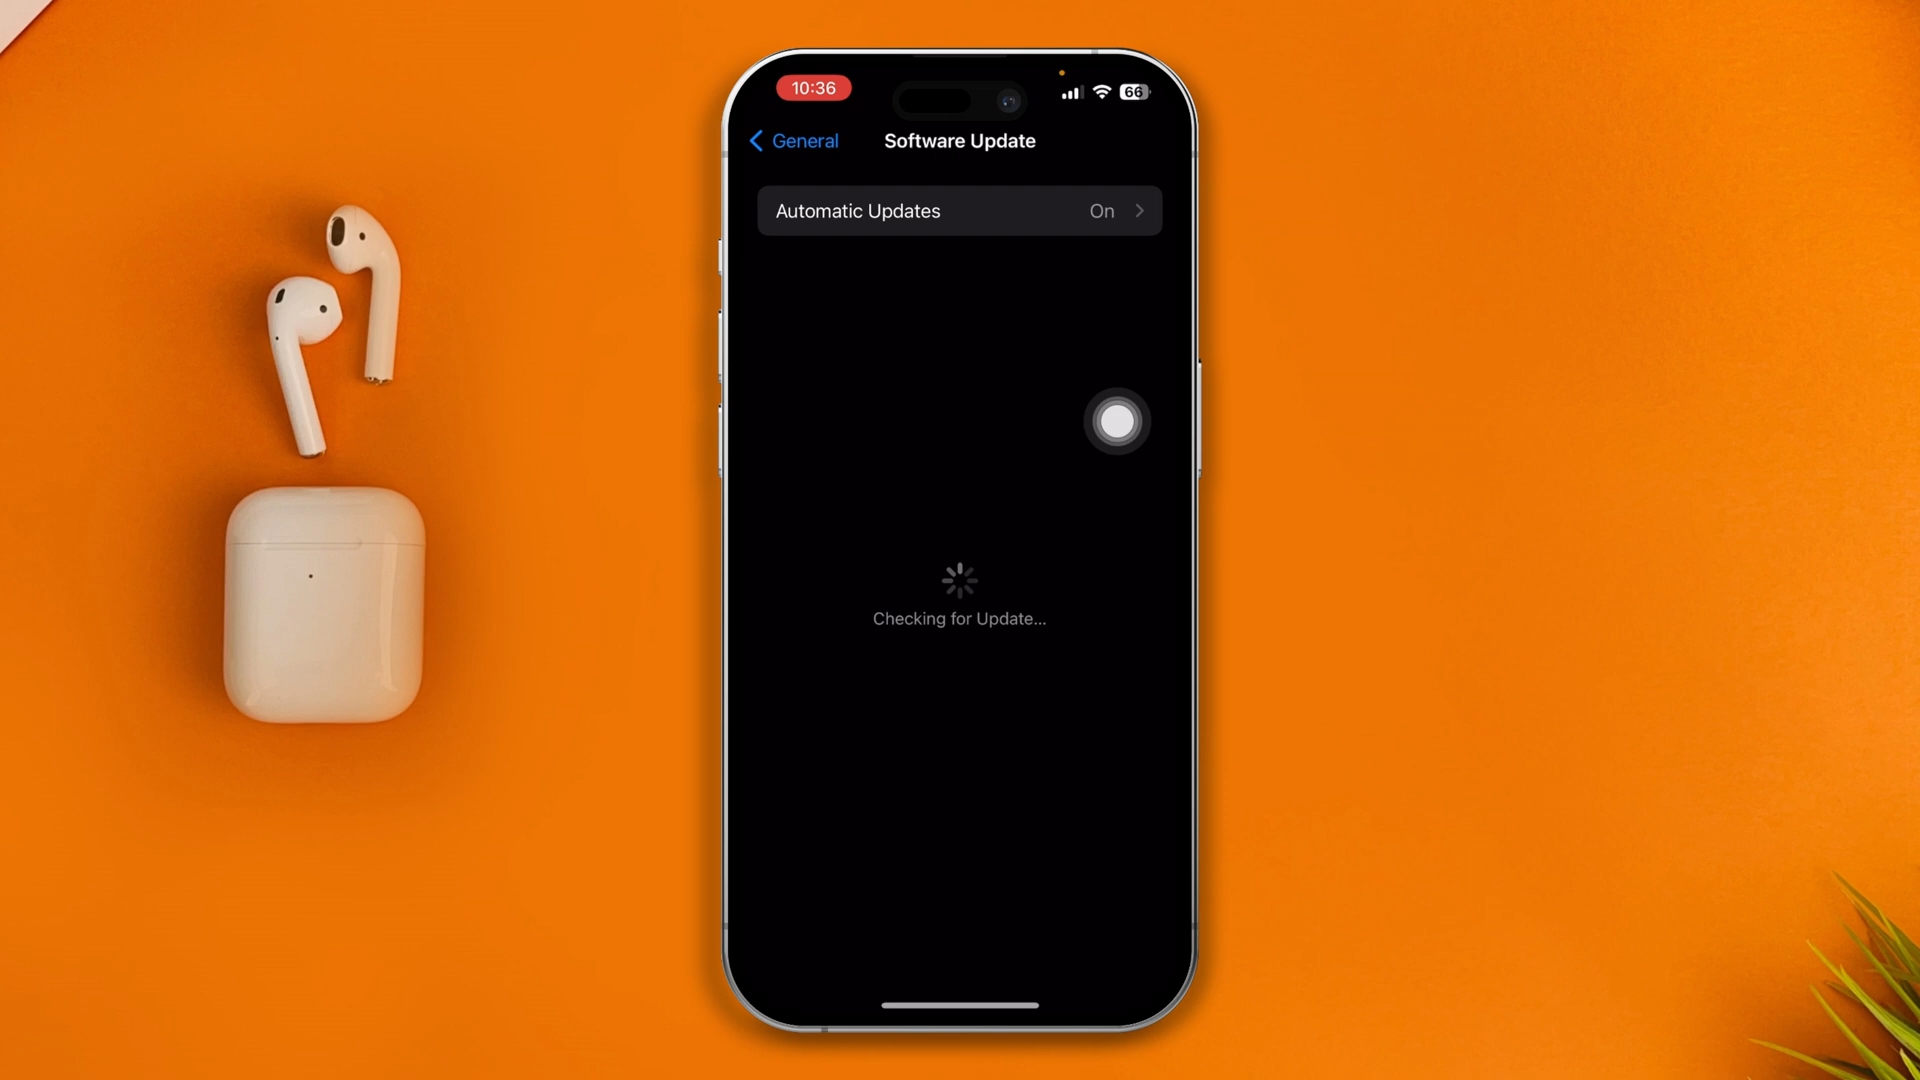 10:36
66
General
Software Update
Automatic Updates
On
Checking for Update...